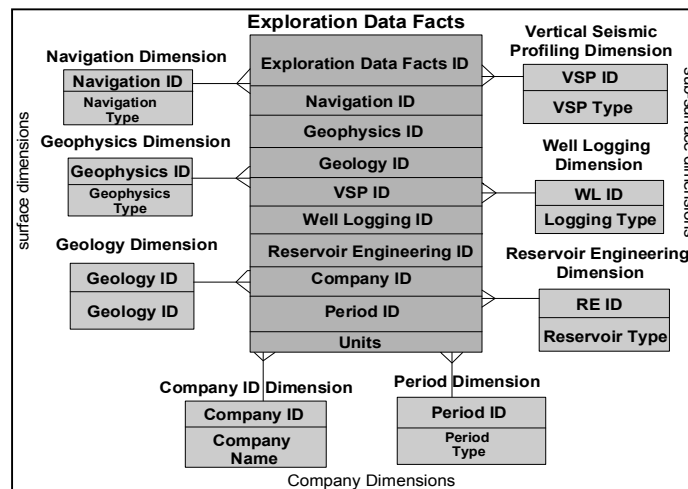 Exploration Data Facts
Navigation Dimension
Navigation ID
Navigation
Type
Geophysics Dimension
Geophysics ID
Geophysics
Type
Geology Dimension
Geology ID
Geology ID
surface dimensions
Exploration Data Facts ID
Navigation ID
Geophysics ID
Geology ID
VSP ID
Well Logging ID
Reservoir Engineering ID
Company ID
Period ID
Units
Vertical Seismic
Profiling Dimension
VSP ID
VSP Type
Well Logging
Dimension
WL ID
Logging Type
Reservoir Engineering
Dimension
RE ID
Reservoir Type
sub-surface dimensions
Company ID Dimension
Company ID
Company
Name
Period Dimension
Period ID
Period
Type
Company Dimensions